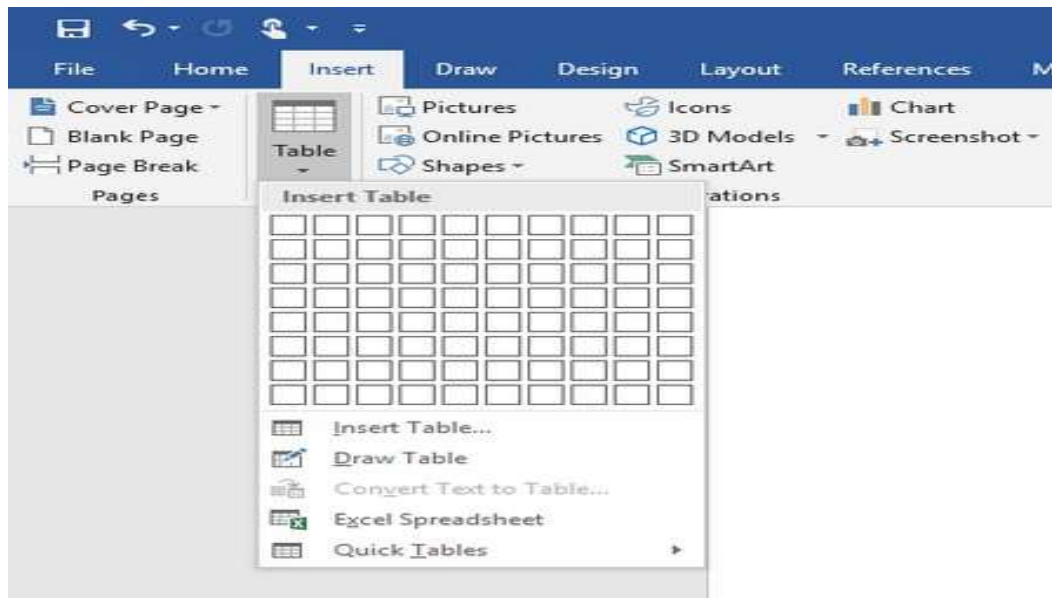 File Home Insert Draw Design Layout References M
Cover Page Pictures Icons Chart
Blank Page Online Pictures 3D Models Screenshot
Page Break Table Shapes SmartArt
Pages ations
Insert Table
Insert Table...
Draw Table
Convert Text to Table...
Excel Spreadsheet
Quick Tables